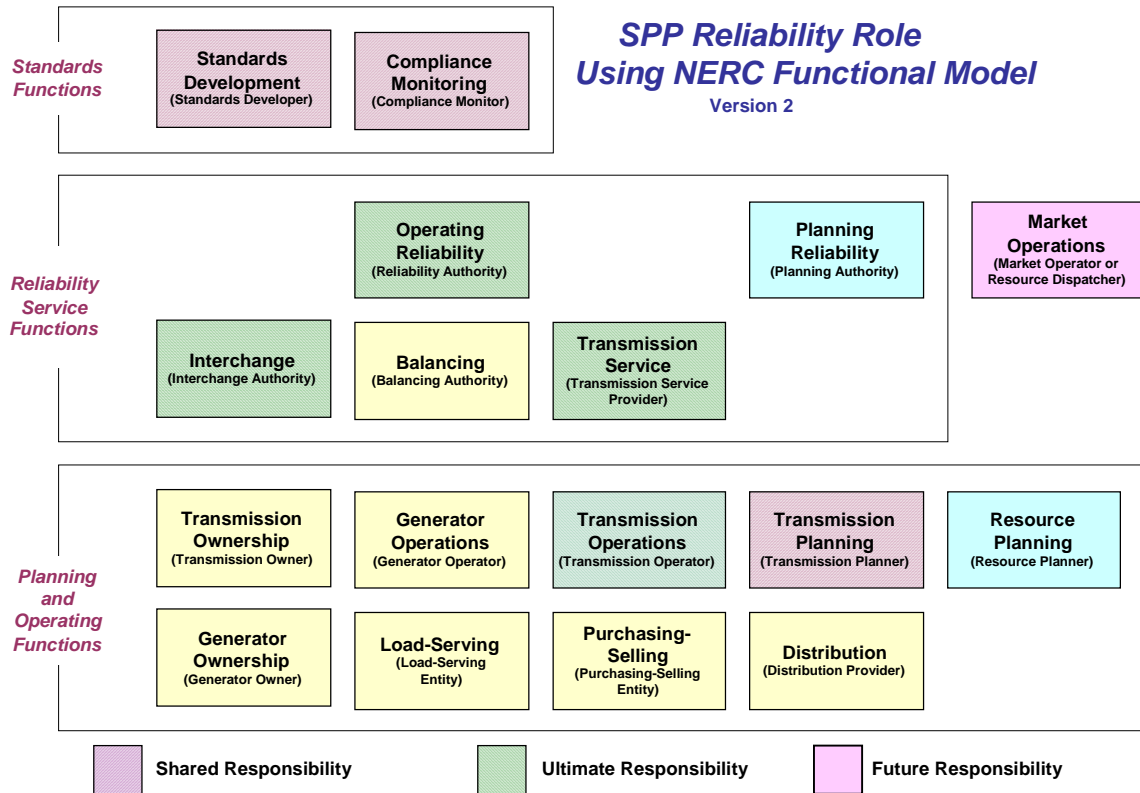 SPP Reliability Role
Using NERC Functional Model
Version 2
Standards
Functions
Standards
Development
(Standards Developer)
Compliance
Monitoring
(Compliance Monitor)
Reliability
Service
Functions
Operating
Reliability
(Reliability Authority)
Planning
Reliability
(Planning Authority)
Market
Operations
(Market Operator or
Resource Dispatcher)
Interchange
(Interchange Authority)
Balancing
(Balancing Authority)
Transmission
Service
(Transmission Service
Provider)
Planning
and
Operating
Functions
Transmission
Ownership
(Transmission Owner)
Generator
Operations
(Generator Operator)
Transmission
Operations
(Transmission Operator)
Transmission
Planning
(Transmission Planner)
Resource
Planning
(Resource Planner)
Generator
Ownership
(Generator Owner)
Load-Serving
(Load-Serving
Entity)
Purchasing-
Selling
(Purchasing-Selling
Entity)
Distribution
(Distribution Provider)
Shared Responsibility
Ultimate Responsibility
Future Responsibility